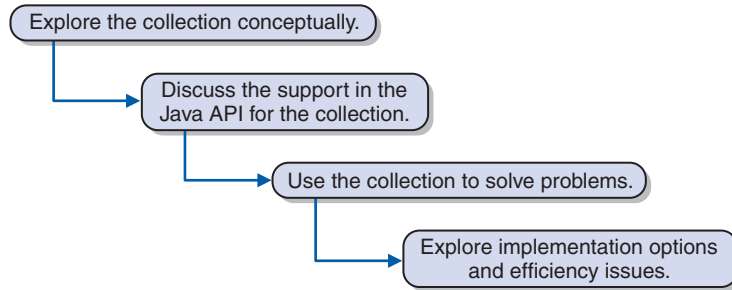 Explore the collection conceptually.
Discuss the support in the
Java API for the collection.
Use the collection to solve problems.
Explore implementation options
and efficiency issues.